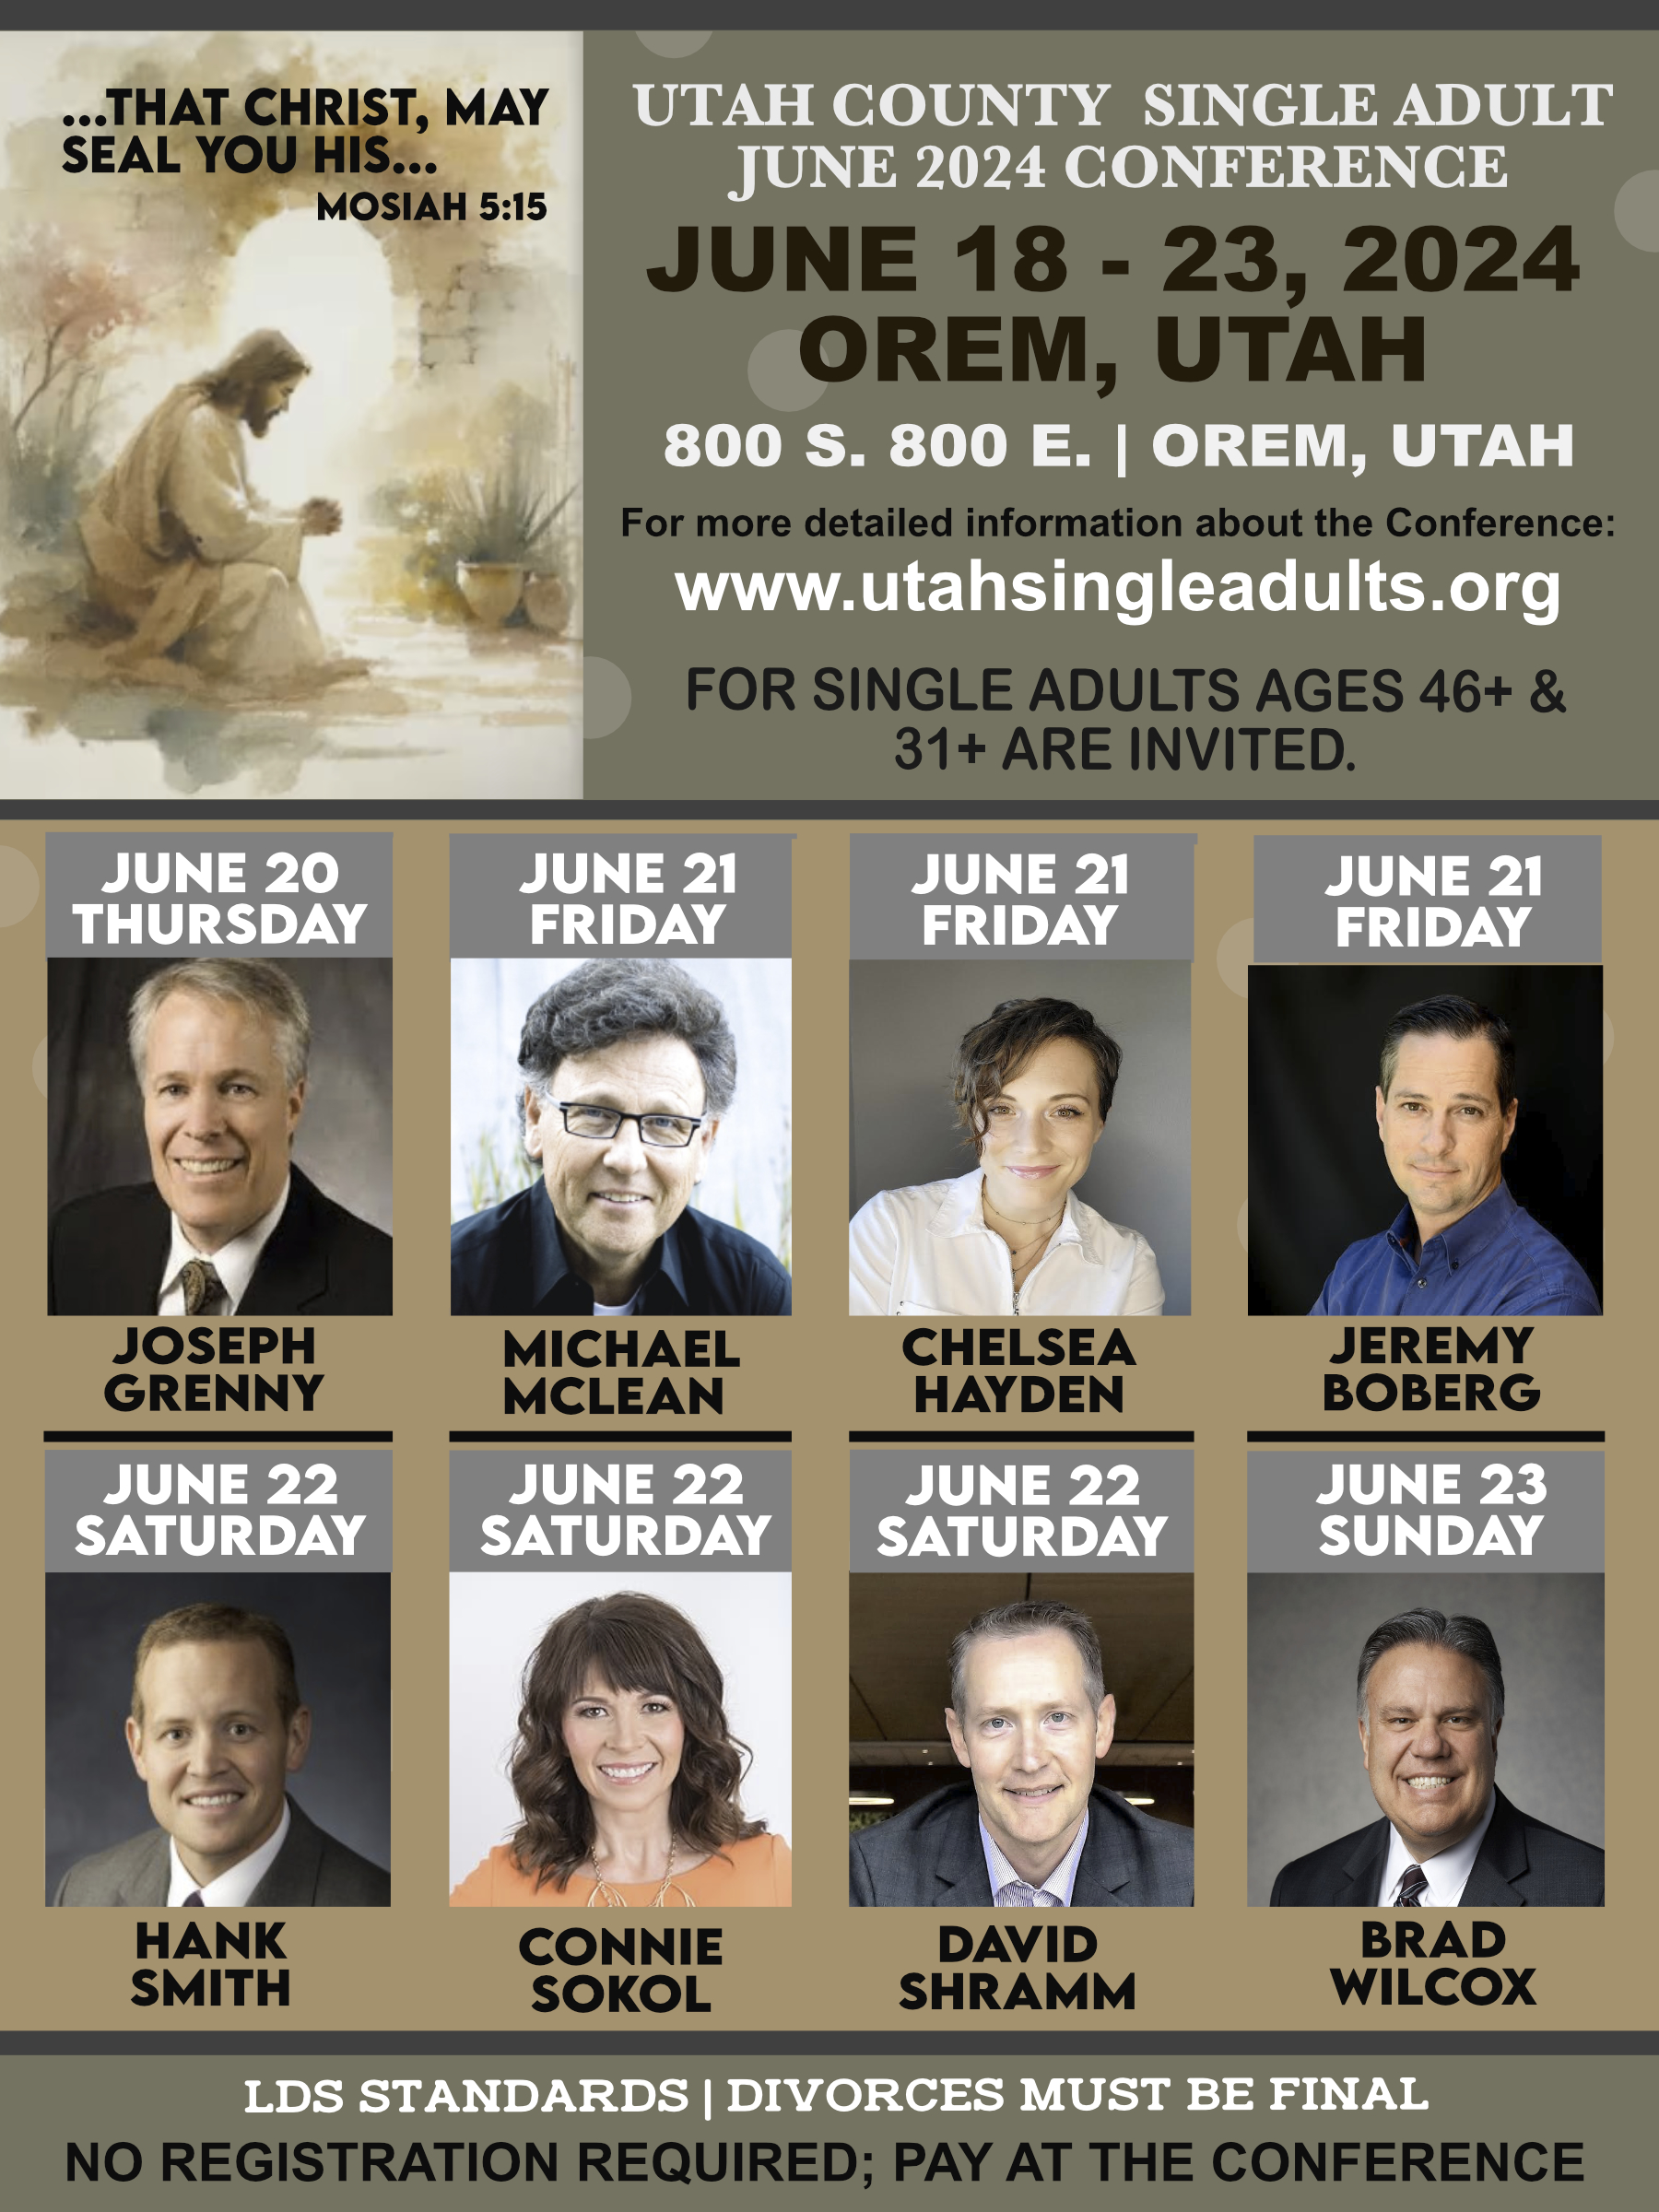 ...THAT CHRIST, MAY
SEAL YOU HIS...
MOSIAH 5:15
UTAH COUNTY SINGLE ADULT
JUNE 2024 CONFERENCE
JUNE 18 - 23, 2024
OREM, UTAH
800 S. 800 E. | OREM, UTAH
For more detailed information about the Conference:
www.utahsingleadults.org
FOR SINGLE ADULTS AGES 46+ &
31+ ARE INVITED.
JUNE 20
THURSDAY
JOSEPH
GRENNY
JUNE 21
FRIDAY
MICHAEL
MCLEAN
JUNE 21
FRIDAY
CHELSEA
HAYDEN
JUNE 21
FRIDAY
JEREMY
BOBERG
JUNE 22
SATURDAY
HANK
SMITH
JUNE 22
SATURDAY
CONNIE
SOKOL
JUNE 22
SATURDAY
DAVID
SHRAMM
JUNE 23
SUNDAY
BRAD
WILCOX
LDS STANDARDS | DIVORCES MUST BE FINAL
NO REGISTRATION REQUIRED; PAY AT THE CONFERENCE